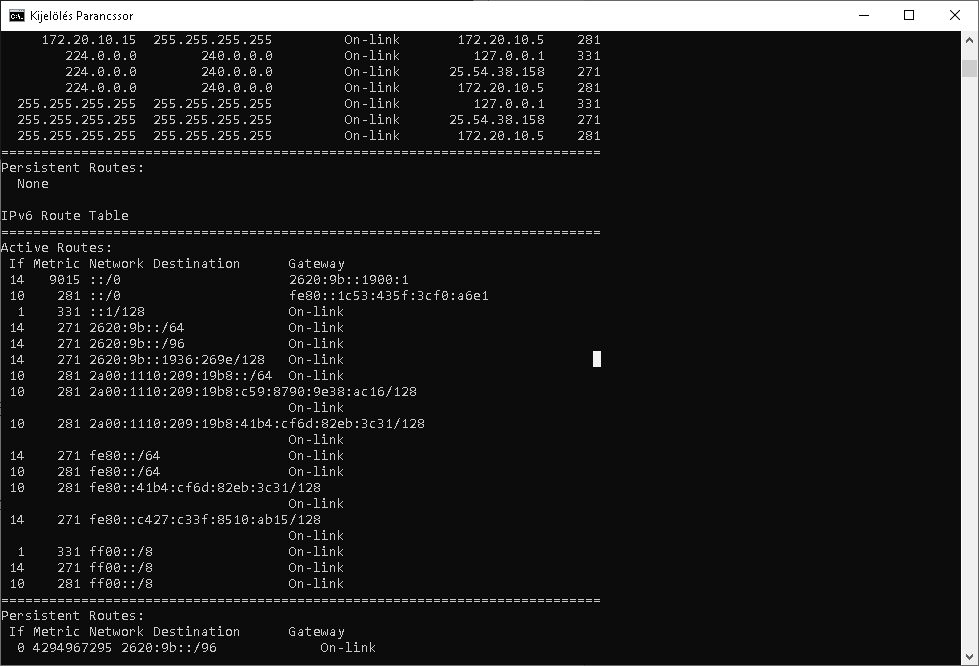 Kijelölés Parancssor
172.20.10.15 255.255.255.255 On-link 172.20.10.5 281
224.0.0.0 240.0.0.0 On-link 127.0.0.1 331
224.0.0.0 240.0.0.0 On-link 25.54.38.158 271
224.0.0.0 240.0.0.0 On-link 172.20.10.5 281
255.255.255.255 255.255.255.255 On-link 127.0.0.1 331
255.255.255.255 255.255.255.255 On-link 25.54.38.158 271
255.255.255.255 255.255.255.255 On-link 172.20.10.5 281
===========================================================================
Persistent Routes:
None
IPv6 Route Table
===========================================================================
Active Routes:
If Metric Network Destination Gateway
14 9015 ::/0 2620:9b::1900:1
10 281 ::/0 fe80::1c53:435f:3cf0:a6e1
1 331 ::1/128 On-link
14 271 2620:9b::/64 On-link
14 271 2620:9b::/96 On-link
14 271 2620:9b::1936:269e/128 On-link
10 281 2a00:1110:209:19b8::/64 On-link
10 281 2a00:1110:209:19b8:c59:8790:9e38:ac16/128
On-link
10 281 2a00:1110:209:19b8:41b4:cf6d:82eb:3c31/128
On-link
14 271 fe80::/64 On-link
10 281 fe80::/64 On-link
10 281 fe80::41b4:cf6d:82eb:3c31/128
On-link
14 271 fe80::c427:c33f:8510:ab15/128
On-link
1 331 ff00::/8 On-link
14 271 ff00::/8 On-link
10 281 ff00::/8 On-link
===========================================================================
Persistent Routes:
If Metric Network Destination Gateway
0 4294967295 2620:9b::/96 On-link